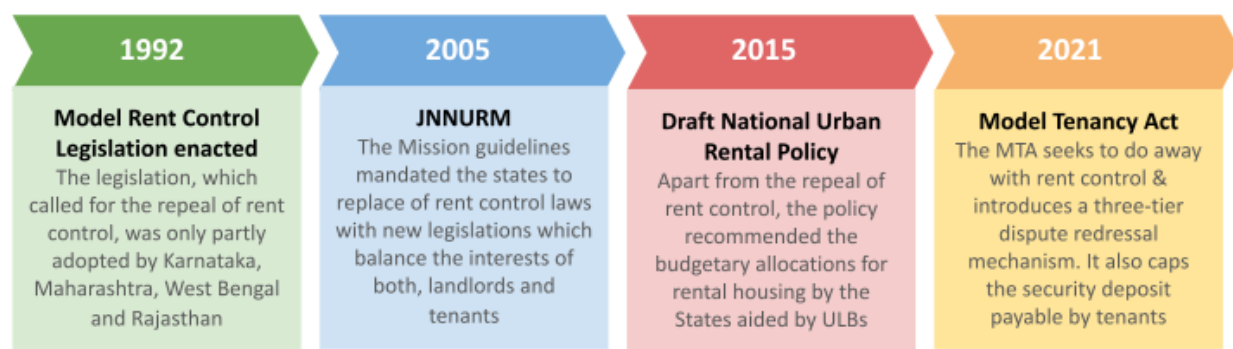 1992
Model Rent Control
Legislation enacted
The legislation, which
called for the repeal of rent
control, was only partly
adopted by Karnataka,
Maharashtra, West Bengal
and Rajasthan
2005
JNNURM
The Mission guidelines
mandated the states to
replace of rent control laws
with new legislations which
balance the interests of
both, landlords and
tenants
2015
Draft National Urban
Rental Policy
Apart from the repeal of
rent control, the policy
recommended the
budgetary allocations for
rental housing by the
States aided by ULBs
2021
Model Tenancy Act
The MTA seeks to do away
with rent control &
introduces a three-tier
dispute redressal
mechanism. It also caps
the security deposit
payable by tenants